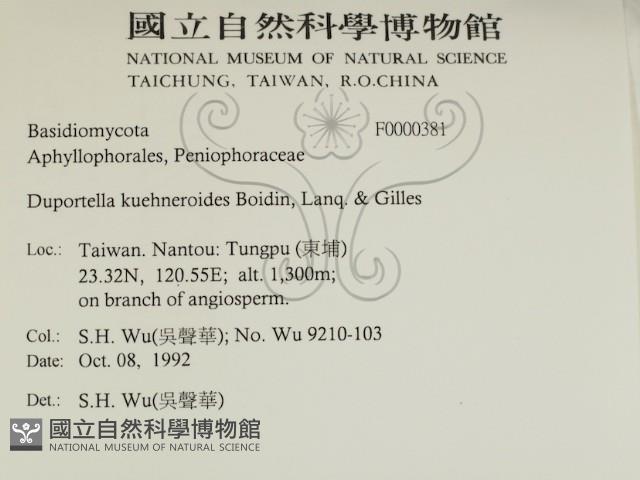 國立自然科學博物館
NATIONAL MUSEUM OF NATURAL SCIENCE
TAICHUNG, TAIWAN, R.O.CHINA
Basidiomycota F0000381
Aphyllophorales, Peniophoraceae
Duportella kuehneroides Boidin, Lanq. & Gilles
Loc.: Taiwan. Nantou: Tungpu (東埔)
23.32N, 120.55E; alt. 1,300m;
on branch of angiosperm.
Col.: S.H. Wu(吳聲華); No. Wu 9210-103
Date: Oct. 08, 1992
Det.: S.H. Wu(吳聲華)
國立自然科學博物館
NATIONAL MUSEUM OF NATURAL SCIENCE